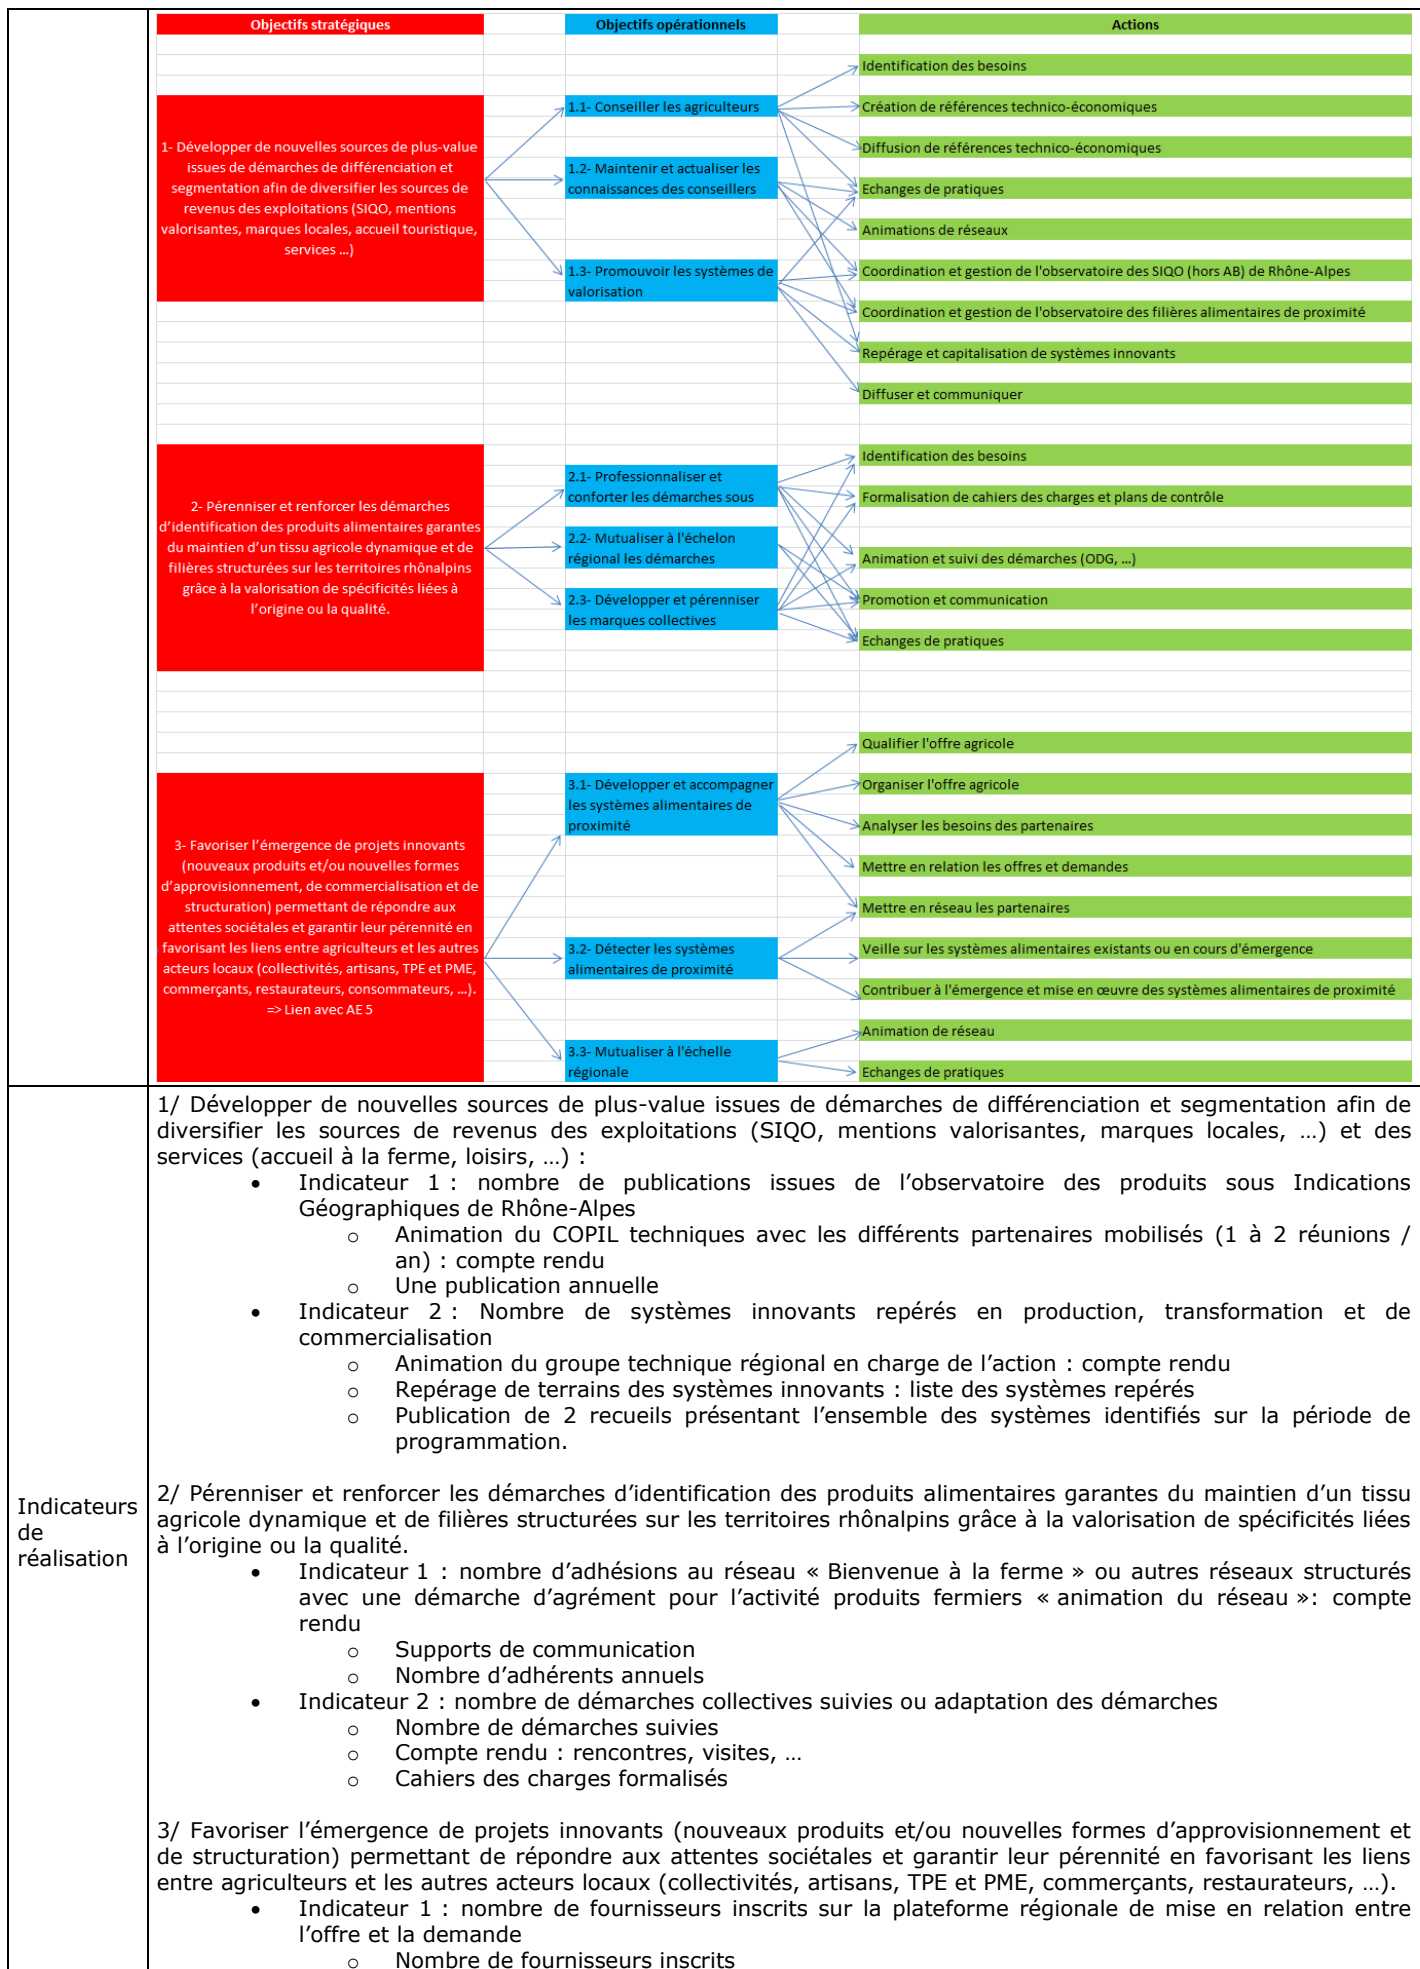 Objectifs stratégiques
Objectifs opérationnels
Actions
1- Développer de nouvelles sources de plus-value
issues de démarches de différenciation et
segmentation afin de diversifier les sources de
revenus des exploitations (SIQO, mentions
valorisantes, marques locales, accueil touristique,
services ...)
1.1- Conseiller les agriculteurs
1.2- Maintenir et actualiser les
connaissances des conseillers
1.3- Promouvoir les systèmes de
valorisation
Identification des besoins
Création de références technico-économiques
Diffusion de références technico-économiques
Echanges de pratiques
Animations de réseaux
Coordination et gestion de l'observatoire des SIQO (hors AB) de Rhône-Alpes
Coordination et gestion de l'observatoire des filières alimentaires de proximité
Repérage et capitalisation de systèmes innovants
Diffuser et communiquer
2- Pérenniser et renforcer les démarches
d’identification des produits alimentaires garantes
du maintien d’un tissu agricole dynamique et de
filières structurées sur les territoires rhônalpins
grâce à la valorisation de spécificités liées à
l’origine ou la qualité.
2.1- Professionnaliser et
conforter les démarches sous
2.2- Mutualiser à l'échelon
régional les démarches
2.3- Développer et pérenniser
les marques collectives
Identification des besoins
Formalisation de cahiers des charges et plans de contrôle
Animation et suivi des démarches (ODG, ...)
Promotion et communication
Echanges de pratiques
3- Favoriser l’émergence de projets innovants
(nouveaux produits et/ou nouvelles formes
d’approvisionnement, de commercialisation et de
structuration) permettant de répondre aux
attentes sociétales et garantir leur pérennité en
favorisant les liens entre agriculteurs et les autres
acteurs locaux (collectivités, artisans, TPE et PME,
commerçants, restaurateurs, consommateurs, ...).
=> Lien avec AE 5
3.1- Développer et accompagner
les systèmes alimentaires de
proximité
3.2- Détecter les systèmes
alimentaires de proximité
3.3- Mutualiser à l'échelle
régionale
Qualifier l'offre agricole
Organiser l'offre agricole
Analyser les besoins des partenaires
Mettre en relation les offres et demandes
Mettre en réseau les partenaires
Veille sur les systèmes alimentaires existants ou en cours d'émergence
Contribuer à l'émergence et mise en œuvre des systèmes alimentaires de proximité
Animation de réseau
Echanges de pratiques
Indicateurs
de
réalisation
1/ Développer de nouvelles sources de plus-value issues de démarches de différenciation et segmentation afin de
diversifier les sources de revenus des exploitations (SIQO, mentions valorisantes, marques locales, …) et des
services (accueil à la ferme, loisirs, …) :
• Indicateur 1 : nombre de publications issues de l’observatoire des produits sous Indications
Géographiques de Rhône-Alpes
o Animation du COPIL techniques avec les différents partenaires mobilisés (1 à 2 réunions /
an) : compte rendu
o Une publication annuelle
• Indicateur 2 : Nombre de systèmes innovants repérés en production, transformation et de
commercialisation
o Animation du groupe technique régional en charge de l’action : compte rendu
o Repérage de terrains des systèmes innovants : liste des systèmes repérés
o Publication de 2 recueils présentant l’ensemble des systèmes identifiés sur la période de
programmation.
2/ Pérenniser et renforcer les démarches d’identification des produits alimentaires garantes du maintien d’un tissu
agricole dynamique et de filières structurées sur les territoires rhônalpins grâce à la valorisation de spécificités liées
à l’origine ou la qualité.
• Indicateur 1 : nombre d’adhésions au réseau « Bienvenue à la ferme » ou autres réseaux structurés
avec une démarche d’agrément pour l’activité produits fermiers « animation du réseau »: compte
rendu
o Supports de communication
o Nombre d’adhérents annuels
• Indicateur 2 : nombre de démarches collectives suivies ou adaptation des démarches
o Nombre de démarches suivies
o Compte rendu : rencontres, visites, …
o Cahiers des charges formalisés
3/ Favoriser l’émergence de projets innovants (nouveaux produits et/ou nouvelles formes d’approvisionnement et
de structuration) permettant de répondre aux attentes sociétales et garantir leur pérennité en favorisant les liens
entre agriculteurs et les autres acteurs locaux (collectivités, artisans, TPE et PME, commerçants, restaurateurs, …).
• Indicateur 1 : nombre de fournisseurs inscrits sur la plateforme régionale de mise en relation entre
l’offre et la demande
o Nombre de fournisseurs inscrits